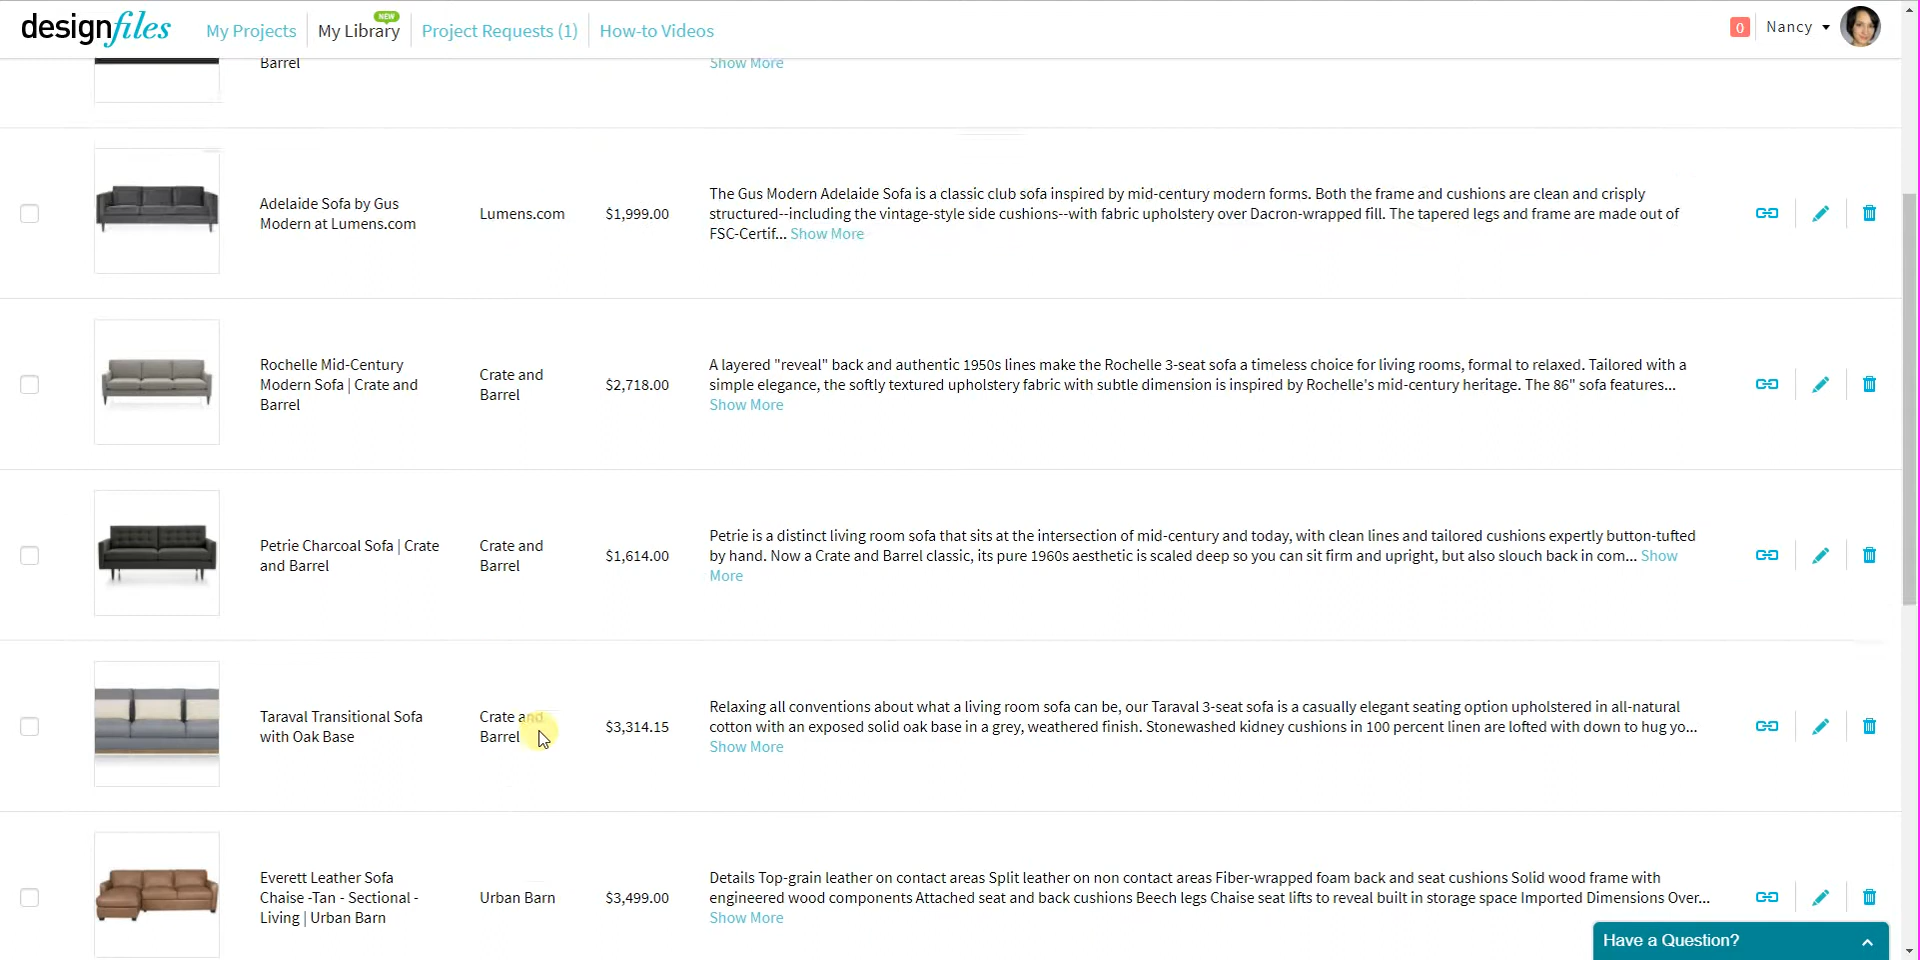 designfiles
My Projects
My Library
NEW
Project Requests (1)
How-to Videos
0
Nancy
Barrel
Show More
Adelaide Sofa by Gus
Modern at Lumens.com
Lumens.com
$1,999.00
The Gus Modern Adelaide Sofa is a classic club sofa inspired by mid-century modern forms. Both the frame and cushions are clean and crisply
structured--including the vintage-style side cushions--with fabric upholstery over Dacron-wrapped fill. The tapered legs and frame are made out of
FSC-Certif... Show More
Rochelle Mid-Century
Modern Sofa | Crate and
Barrel
Crate and
Barrel
$2,718.00
A layered "reveal" back and authentic 1950s lines make the Rochelle 3-seat sofa a timeless choice for living rooms, formal to relaxed. Tailored with a
simple elegance, the softly textured upholstery fabric with subtle dimension is inspired by Rochelle's mid-century heritage. The 86" sofa features...
Show More
Petrie Charcoal Sofa | Crate
and Barrel
Crate and
Barrel
$1,614.00
Petrie is a distinct living room sofa that sits at the intersection of mid-century and today, with clean lines and tailored cushions expertly button-tufted
by hand. Now a Crate and Barrel classic, its pure 1960s aesthetic is scaled deep so you can sit firm and upright, but also slouch back in com... Show
More
Taraval Transitional Sofa
with Oak Base
Crate and
Barrel
$3,314.15
Relaxing all conventions about what a living room sofa can be, our Taraval 3-seat sofa is a casually elegant seating option upholstered in all-natural
cotton with an exposed solid oak base in a grey, weathered finish. Stonewashed kidney cushions in 100 percent linen are lofted with down to hug yo...
Show More
Everett Leather Sofa
Chaise -Tan - Sectional -
Living | Urban Barn
Urban Barn
$3,499.00
Details Top-grain leather on contact areas Split leather on non contact areas Fiber-wrapped foam back and seat cushions Solid wood frame with
engineered wood components Attached seat and back cushions Beech legs Chaise seat lifts to reveal built in storage space Imported Dimensions Over...
Show More
Have a Question?